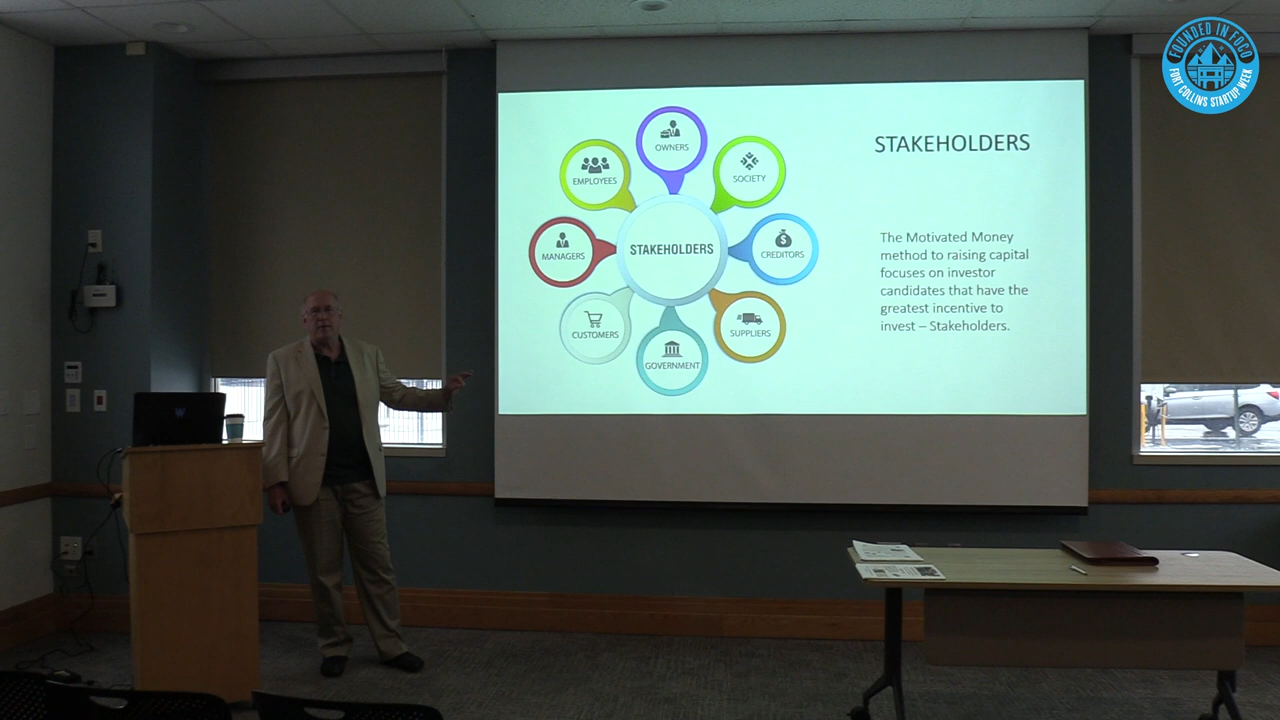 FOUNDED IN FOCO
FORT COLLINS STARTUP WEEK
STAKEHOLDERS
OWNERS
EMPLOYEES
SOCIETY
MANAGERS
STAKEHOLDERS
CREDITORS
CUSTOMERS
SUPPLIERS
GOVERNMENT
The Motivated Money
method to raising capital
focuses on investor
candidates that have the
greatest incentive to
invest – Stakeholders.
W